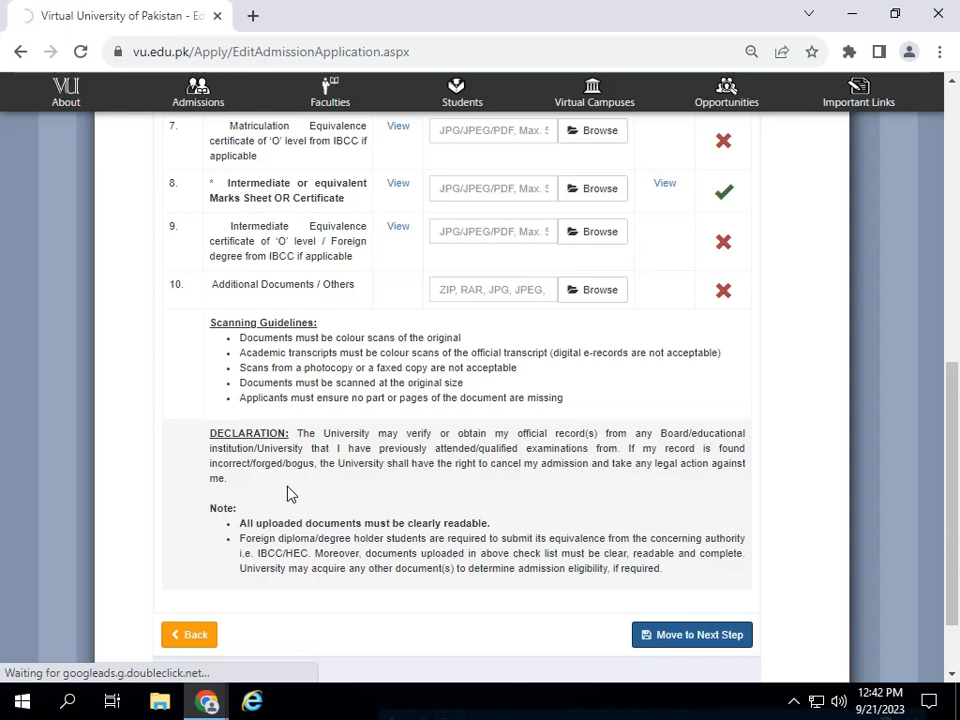 Virtual University of Pakistan - Ed
vu.edu.pk/Apply/EditAdmissionApplication.aspx
VU
About Admissions Faculties Students Virtual Campuses Opportunities Important Links
7. Matriculation Equivalence View JPG/JPEG/PDF, Max. S Browse
certificate of 'O' level from IBCC if
applicable
8. * Intermediate or equivalent View JPG/JPEG/PDF, Max. S Browse View
Marks Sheet OR Certificate
9. Intermediate Equivalence View JPG/JPEG/PDF, Max. S Browse
certificate of 'O' level / Foreign
degree from IBCC if applicable
10. Additional Documents / Others ZIP, RAR, JPG, JPEG, Browse
Scanning Guidelines:
• Documents must be colour scans of the original
• Academic transcripts must be colour scans of the official transcript (digital e-records are not acceptable)
• Scans from a photocopy or a faxed copy are not acceptable
• Documents must be scanned at the original size
• Applicants must ensure no part or pages of the document are missing
DECLARATION: The University may verify or obtain my official record(s) from any Board/educational
institution/University that I have previously attended/qualified examinations from. If my record is found
incorrect/forged/bogus, the University shall have the right to cancel my admission and take any legal action against
me.
Note:
• All uploaded documents must be clearly readable.
• Foreign diploma/degree holder students are required to submit its equivalence from the concerning authority
i.e. IBCC/HEC. Moreover, documents uploaded in above check list must be clear, readable and complete.
University may acquire any other document(s) to determine admission eligibility, if required.
Back Move to Next Step
Waiting for googleads.g.doubleclick.net...
12:42 PM
9/21/2023